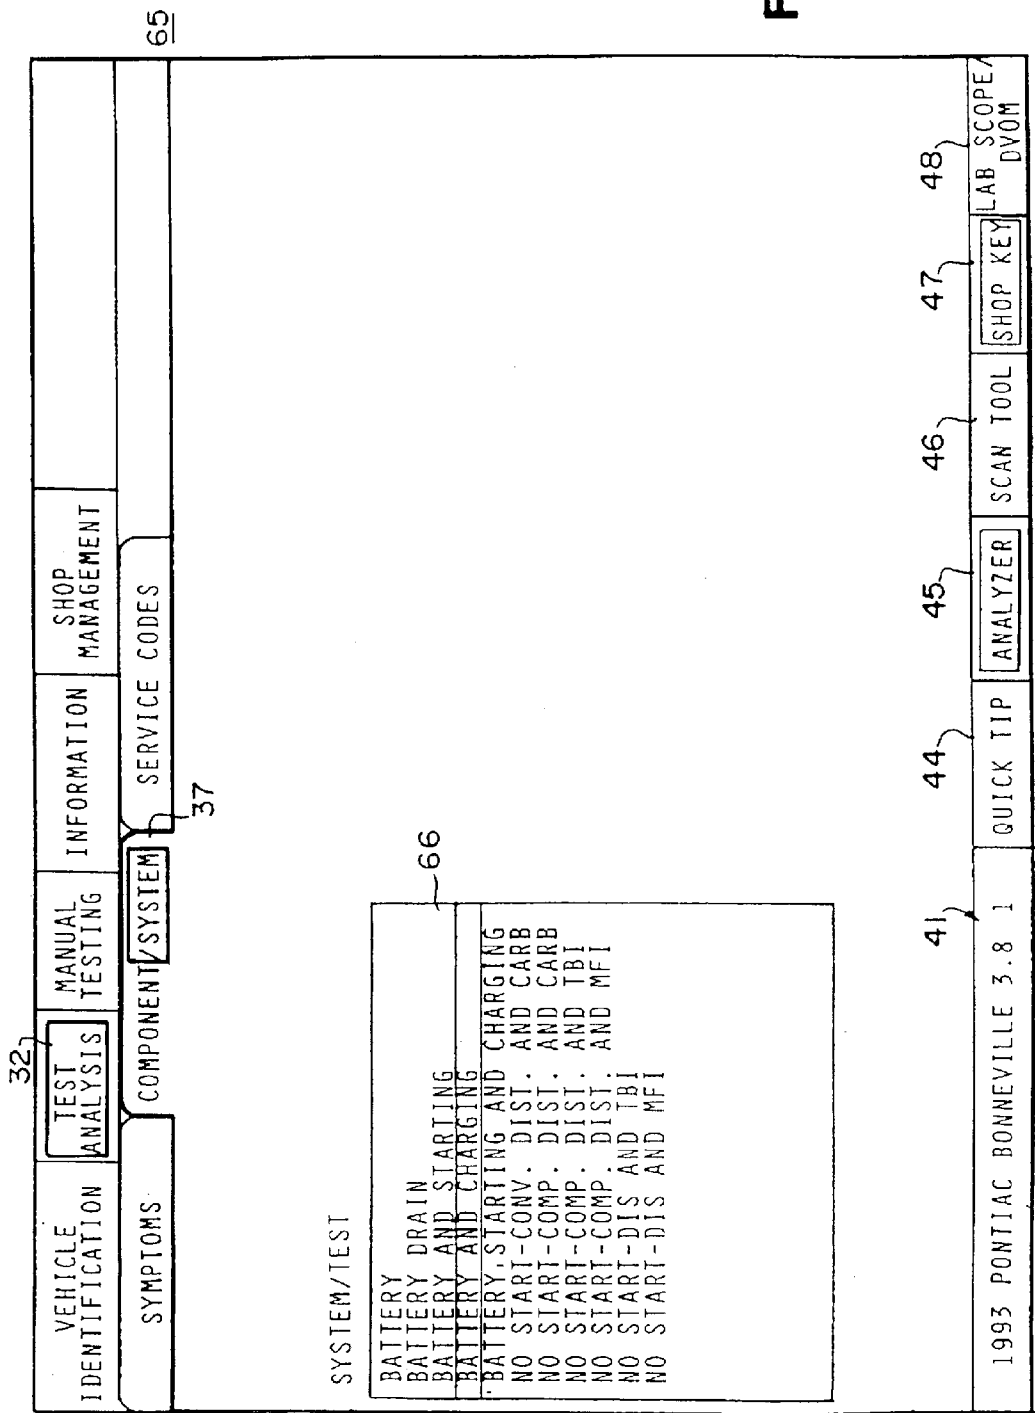 65
32
VEHICLE
IDENTIFICATION
TEST
ANALYSIS
MANUAL
TESTING
INFORMATION
SHOP
MANAGEMENT
SYMPTOMS
COMPONENT/SYSTEM
SERVICE CODES
37
SYSTEM/TEST
66
BATTERY
BATTERY DRAIN
BATTERY AND STARTING
BATTERY AND CHARGING
BATTERY, STARTING AND CHARGING
NO START-CONV. DIST. AND CARB
NO START-COMP. DIST. AND CARB
NO START-COMP. DIST. AND TBI
NO START-COMP. DIST. AND MFI
NO START-DIS AND TBI
NO START-DIS AND MFI
41
44
45
46
47
48
1993 PONTIAC BONNEVILLE 3.8 l
QUICK TIP
ANALYZER
SCAN TOOL
SHOP KEY
LAB SCOPE/
DVOM
F